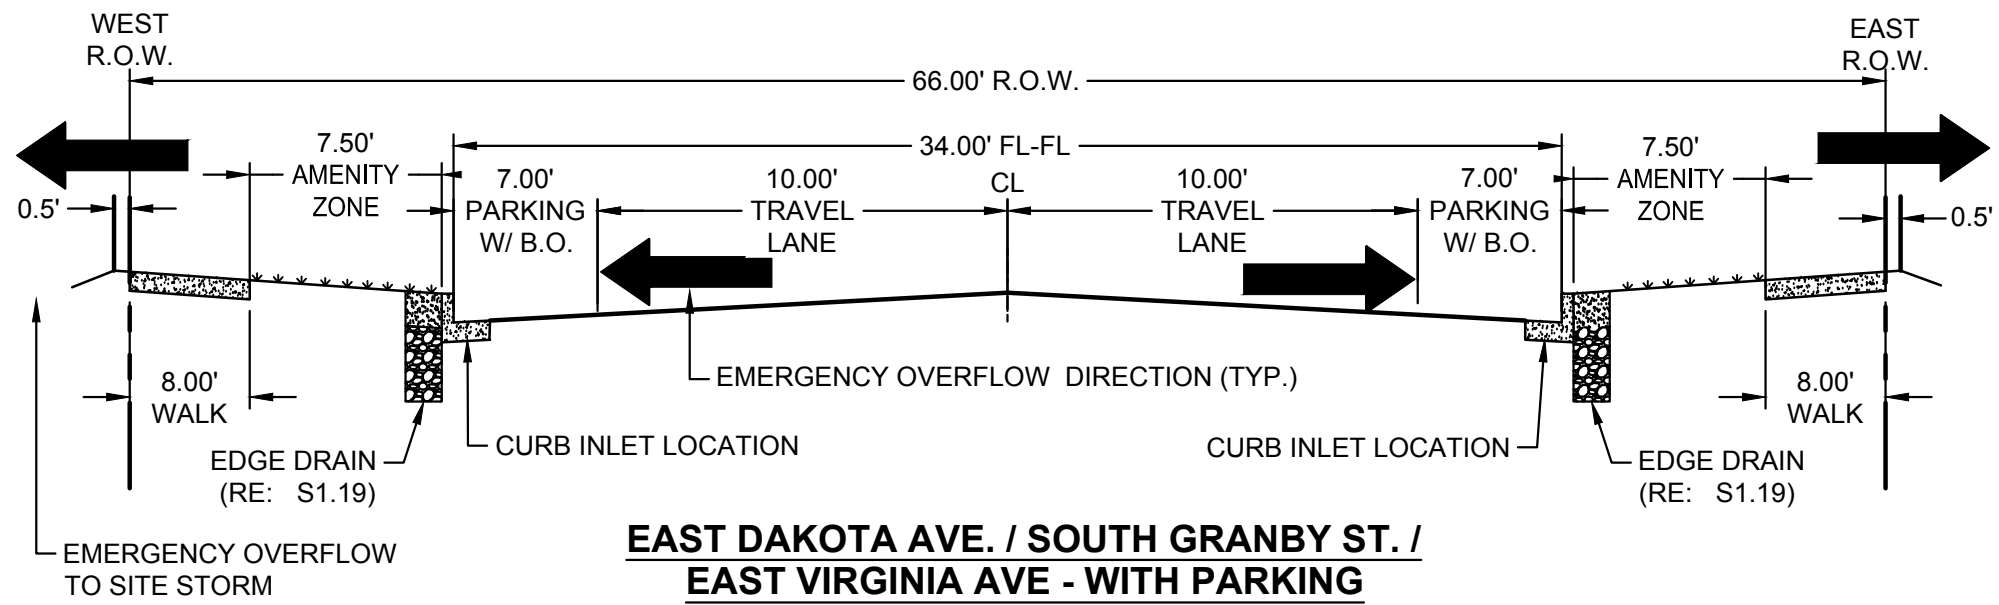 WEST
R.O.W.
EAST
R.O.W.
66.00' R.O.W.
34.00' FL-FL
7.50'
AMENITY
ZONE
7.00'
PARKING
W/ B.O.
10.00'
TRAVEL
LANE
CL
10.00'
TRAVEL
LANE
7.00'
PARKING
W/ B.O.
7.50'
AMENITY
ZONE
0.5'
0.5'
8.00'
WALK
EMERGENCY OVERFLOW DIRECTION (TYP.)
8.00'
WALK
CURB INLET LOCATION
CURB INLET LOCATION
EDGE DRAIN
(RE: S1.19)
EDGE DRAIN
(RE: S1.19)
EMERGENCY OVERFLOW
TO SITE STORM
EAST DAKOTA AVE. / SOUTH GRANBY ST. /
EAST VIRGINIA AVE - WITH PARKING